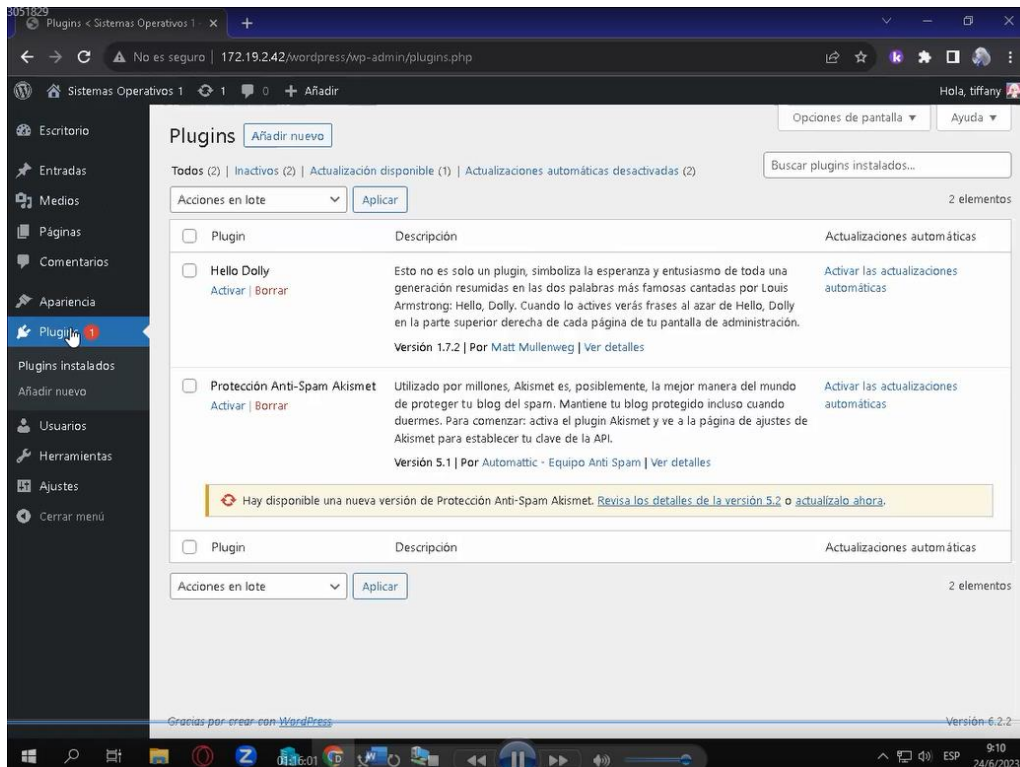 3051829
Plugins < Sistemas Operativos 1 -
No es seguro | 172.19.2.42/wordpress/wp-admin/plugins.php
Sistemas Operativos 1 1 0 + Añadir Hola, tiffany
Opciones de pantalla Ayuda
Escritorio
Entradas
Medios
Páginas
Comentarios
Apariencia
Plugins 1
Plugins instalados
Añadir nuevo
Usuarios
Herramientas
Ajustes
Cerrar menú
Plugins Añadir nuevo
Todos (2) | Inactivos (2) | Actualización disponible (1) | Actualizaciones automáticas desactivadas (2)
Buscar plugins instalados...
Acciones en lote Aplicar 2 elementos
Plugin Descripción Actualizaciones automáticas
Hello Dolly
Activar | Borrar
Esto no es solo un plugin, simboliza la esperanza y entusiasmo de toda una
generación resumidas en las dos palabras más famosas cantadas por Louis
Armstrong: Hello, Dolly. Cuando lo actives verás frases al azar de Hello, Dolly
en la parte superior derecha de cada página de tu pantalla de administración.
Versión 1.7.2 | Por Matt Mullenweg | Ver detalles
Activar las actualizaciones
automáticas
Protección Anti-Spam Akismet
Activar | Borrar
Utilizado por millones, Akismet es, posiblemente, la mejor manera del mundo
de proteger tu blog del spam. Mantiene tu blog protegido incluso cuando
duermes. Para comenzar: activa el plugin Akismet y ve a la página de ajustes de
Akismet para establecer tu clave de la API.
Versión 5.1 | Por Automattic - Equipo Anti Spam | Ver detalles
Activar las actualizaciones
automáticas
Hay disponible una nueva versión de Protección Anti-Spam Akismet. Revisa los detalles de la versión 5.2 o actualízalo ahora.
Plugin Descripción Actualizaciones automáticas
Acciones en lote Aplicar 2 elementos
Gracias por crear con WordPress Versión 6.2.2
01:16:01
ESP
9:10
24/6/2023